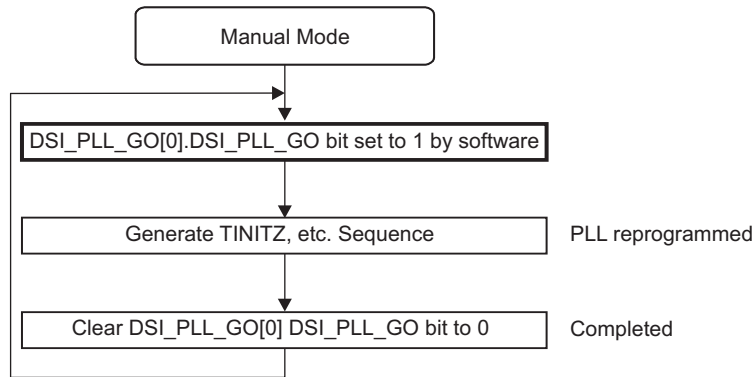 Manual Mode
DSI_PLL_GO[0].DSI_PLL_GO bit set to 1 by software
Generate TINITZ, etc. Sequence
PLL reprogrammed
Clear DSI_PLL_GO[0] DSI_PLL_GO bit to 0
Completed